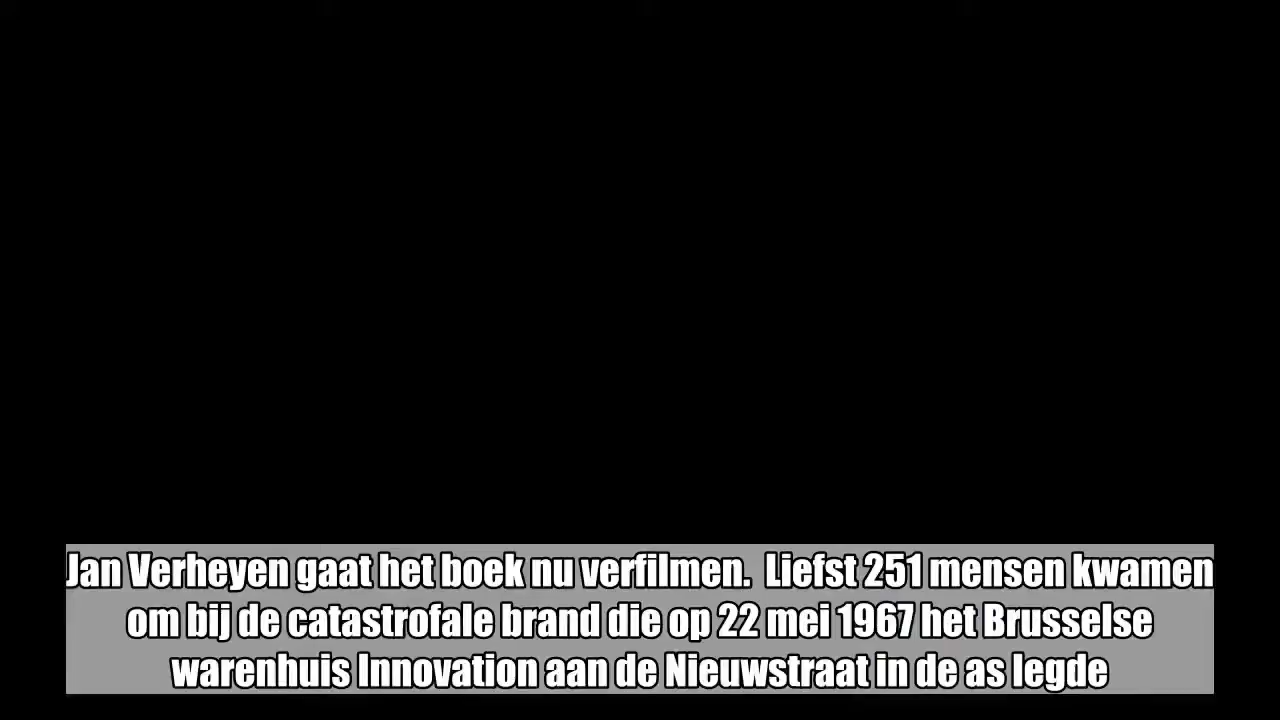 Jan Verheyen gaat het boek nu verfilmen.  Liefst 251 mensen kwamen
om bij de catastrofale brand die op 22 mei 1967 het Brusselse
warenhuis Innovation aan de Nieuwstraat in de as legde